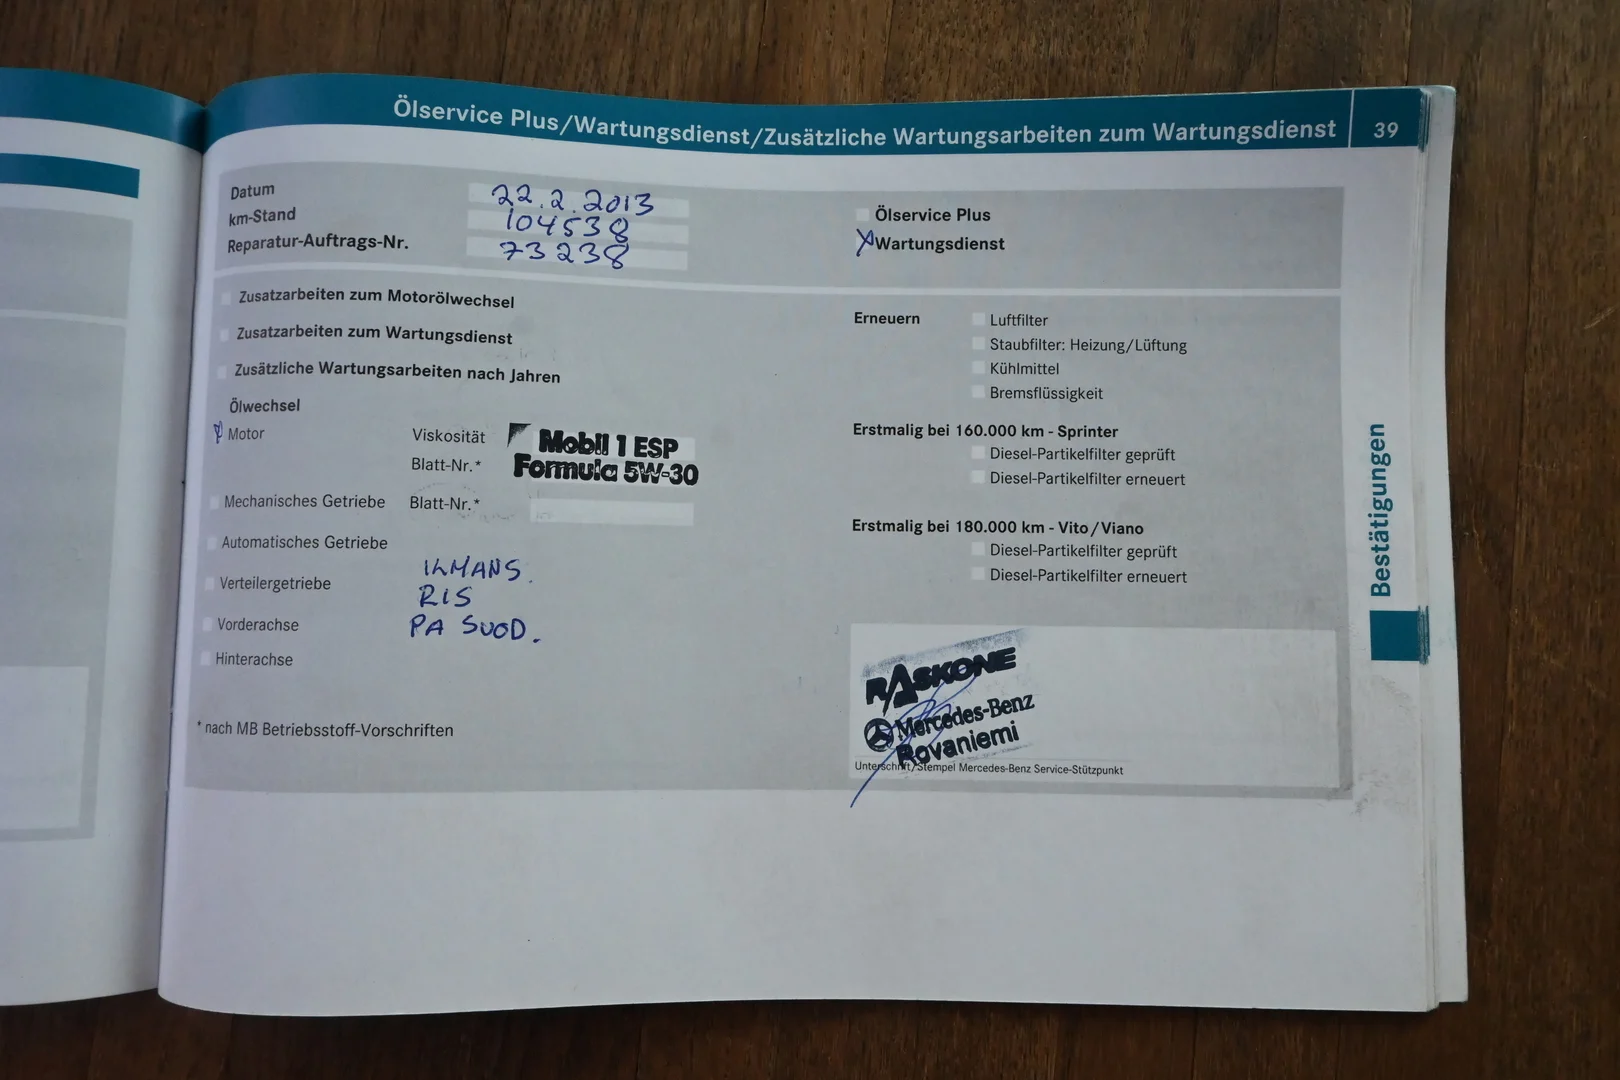 Ölservice Plus/Wartungsdienst/Zusätzliche Wartungsarbeiten zum Wartungsdienst 39
Datum 22.2.2013
km-Stand 104538
Reparatur-Auftrags-Nr. 73238
Ölservice Plus
Wartungsdienst
Zusatzarbeiten zum Motorölwechsel
Zusatzarbeiten zum Wartungsdienst
Zusätzliche Wartungsarbeiten nach Jahren
Ölwechsel
Motor Viskosität Mobil 1 ESP
Blatt-Nr.* Formula 5W-30
Mechanisches Getriebe Blatt-Nr.*
Automatisches Getriebe
Verteilergetriebe
Vorderachse
Hinterachse
ILMANS.
RIS
PA SUOD.
* nach MB Betriebsstoff-Vorschriften
Erneuern Luftfilter
Staubfilter: Heizung/Lüftung
Kühlmittel
Bremsflüssigkeit
Erstmalig bei 160.000 km - Sprinter
Diesel-Partikelfilter geprüft
Diesel-Partikelfilter erneuert
Erstmalig bei 180.000 km - Vito/Viano
Diesel-Partikelfilter geprüft
Diesel-Partikelfilter erneuert
RASKONE
Mercedes-Benz
Rovaniemi
Unterschrift/Stempel Mercedes-Benz Service-Stützpunkt
Bestätigungen